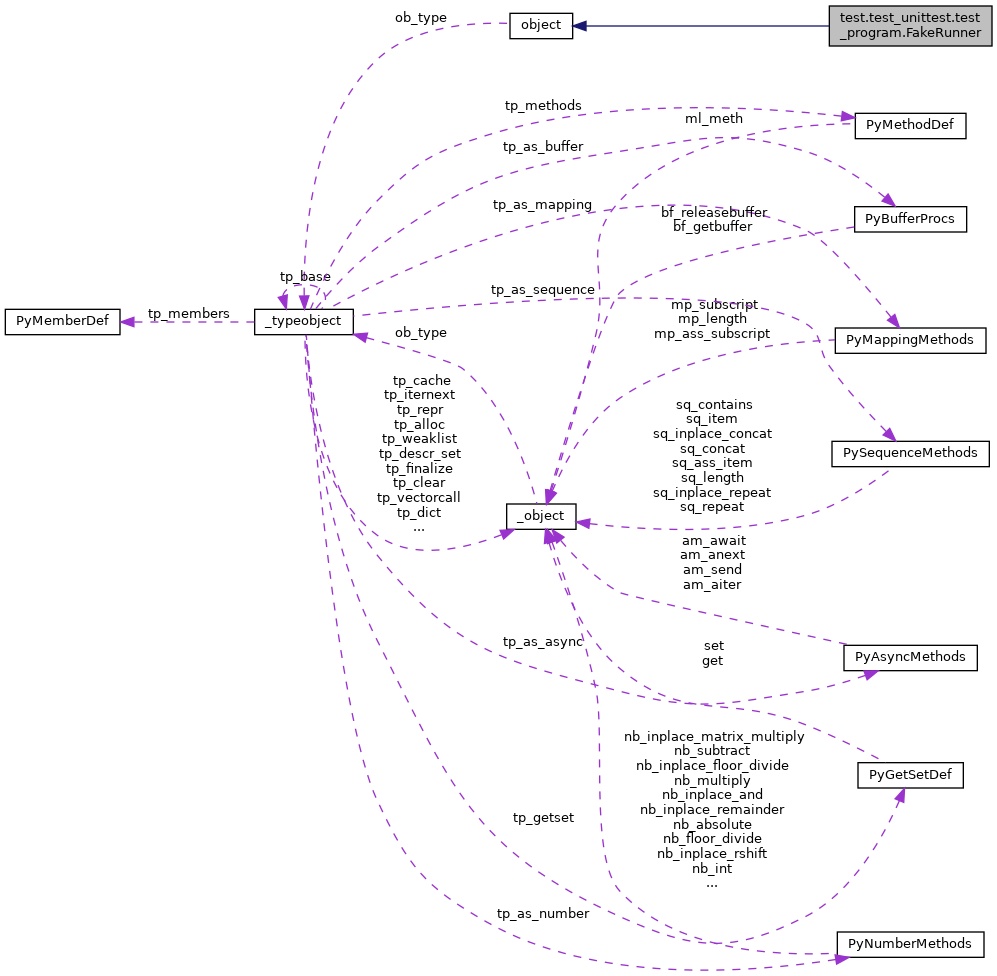 ob_type
object
test.test_unittest.test
_program.FakeRunner
tp_methods
ml_meth
PyMethodDef
tp_as_buffer
tp_as_mapping
bf_releasebuffer
bf_getbuffer
PyBufferProcs
tp_base
tp_as_sequence
mp_subscript
mp_length
mp_ass_subscript
PyMemberDef
tp_members
_typeobject
ob_type
PyMappingMethods
tp_cache
tp_iternext
tp_repr
tp_alloc
tp_weaklist
tp_descr_set
tp_finalize
tp_clear
tp_vectorcall
tp_dict
...
sq_contains
sq_item
sq_inplace_concat
sq_concat
sq_ass_item
sq_length
sq_inplace_repeat
sq_repeat
PySequenceMethods
_object
am_await
am_anext
am_send
am_aiter
tp_as_async
set
get
PyAsyncMethods
nb_inplace_matrix_multiply
nb_subtract
nb_inplace_floor_divide
nb_multiply
nb_inplace_and
nb_inplace_remainder
nb_absolute
nb_floor_divide
nb_inplace_rshift
nb_int
...
PyGetSetDef
tp_getset
tp_as_number
PyNumberMethods